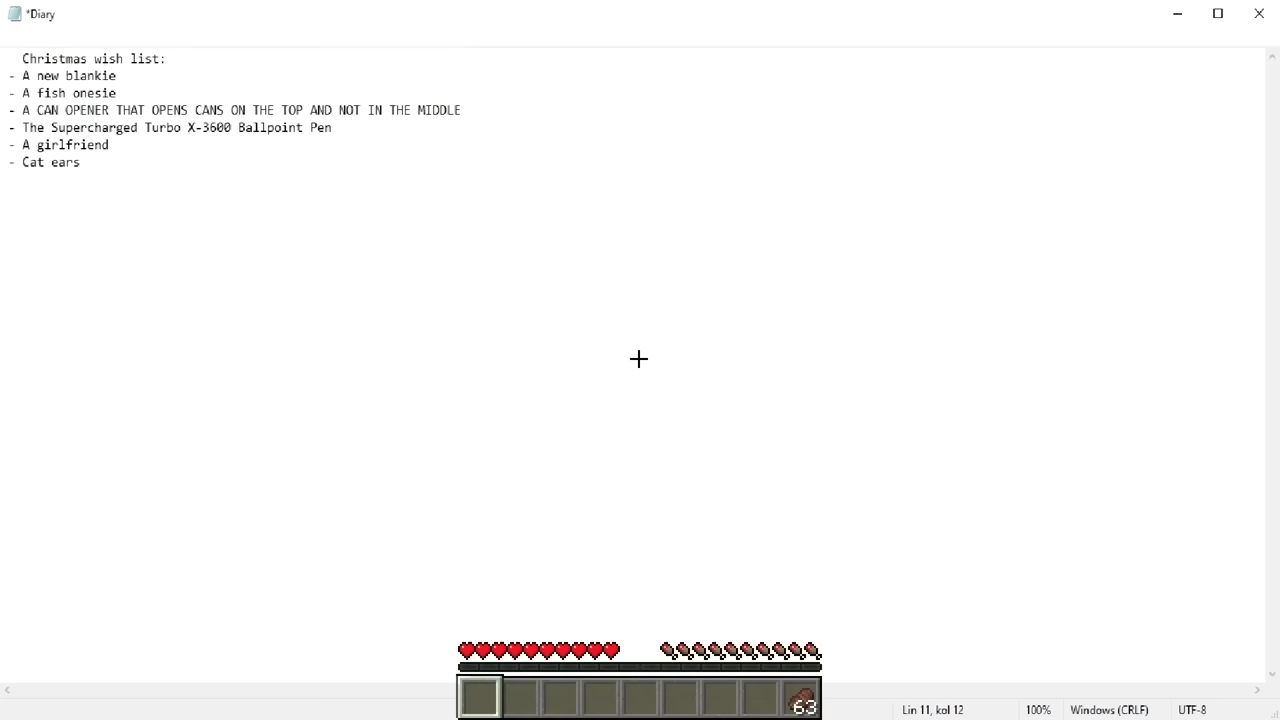 *Diary
Christmas wish list:
- A new blankie
- A fish onesie
- A CAN OPENER THAT OPENS CANS ON THE TOP AND NOT IN THE MIDDLE
- The Supercharged Turbo X-3600 Ballpoint Pen
- A girlfriend
- Cat ears
63
Lin 11, kol 12 100% Windows (CRLF) UTF-8